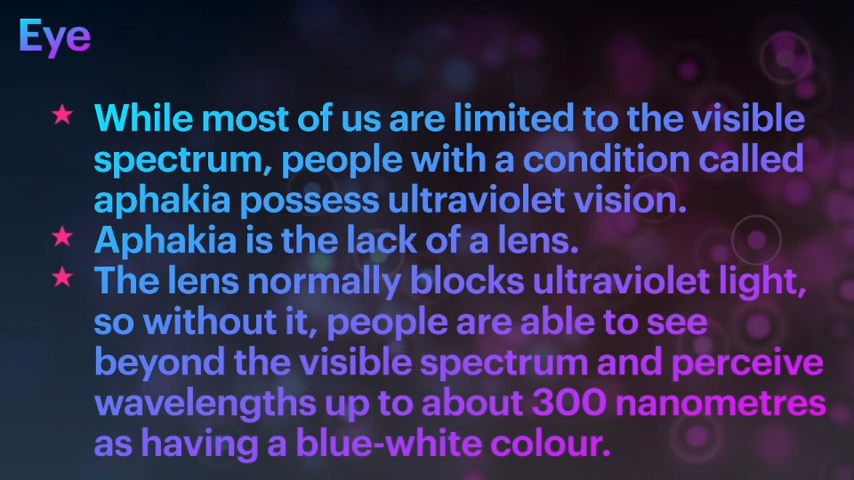 Eye
While most of us are limited to the visible
spectrum, people with a condition called
aphakia possess ultraviolet vision.
Aphakia is the lack of a lens.
The lens normally blocks ultraviolet light,
so without it, people are able to see
beyond the visible spectrum and perceive
wavelengths up to about 300 nanometres
as having a blue-white colour.